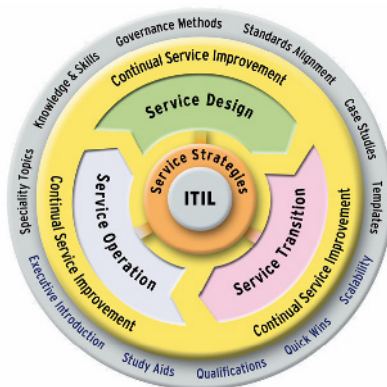 Governance Methods
Standards Alignment
Case Studies
Templates
Scalability
Quick Wins
Qualifications
Study Aids
Executive Introduction
Speciality Topics
Knowledge & Skills
Continual Service Improvement
Continual Service Improvement
Continual Service Improvement
Service Design
Service Transition
Service Operation
Service Strategies
ITIL